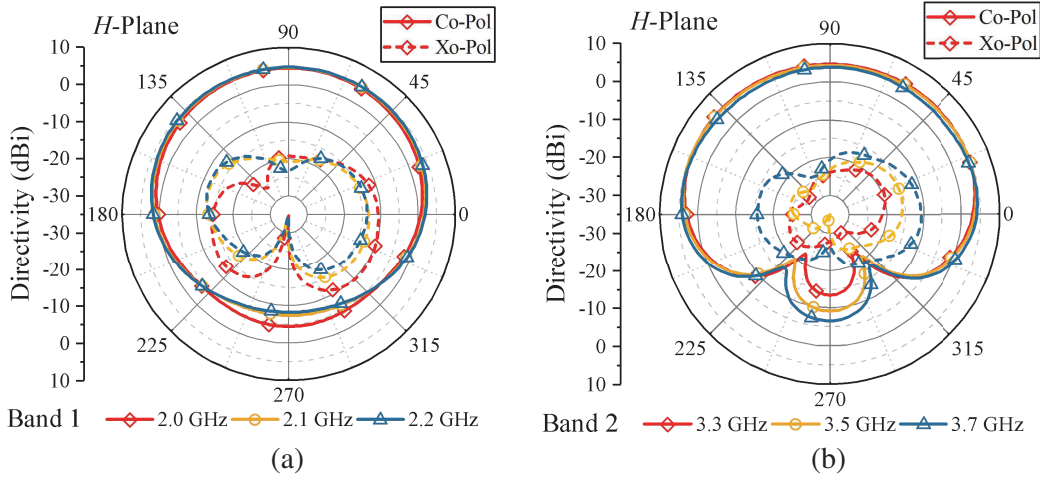 H-Plane
90
Co-Pol
Xo-Pol
10
0
-10
-20
-30
-30
-20
-10
0
10
Directivity (dBi)
135
45
180
0
225
315
270
Band 1
2.0 GHz
2.1 GHz
2.2 GHz
(a)
H-Plane
90
Co-Pol
Xo-Pol
10
0
-10
-20
-30
-30
-20
-10
0
10
Directivity (dBi)
135
45
180
0
225
315
270
Band 2
3.3 GHz
3.5 GHz
3.7 GHz
(b)